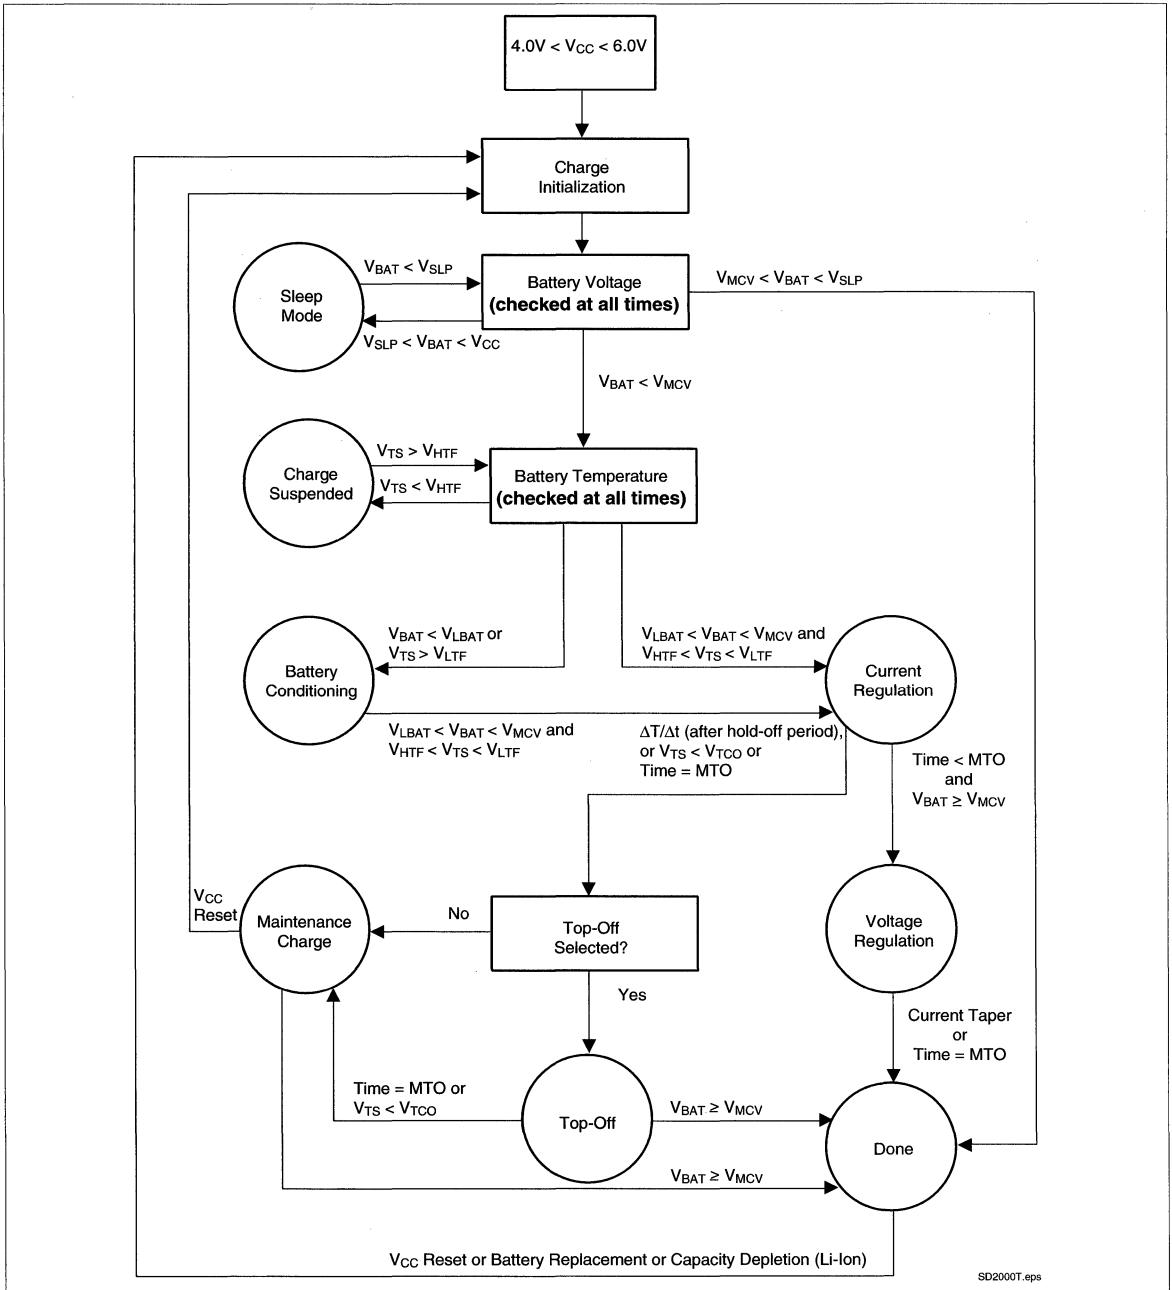 4.0V < VCC < 6.0V
Charge
Initialization
VBAT < VSLP
Sleep
Mode
Battery Voltage
(checked at all times)
VMCV < VBAT < VSLP
VSLP < VBAT < VCC
VBAT < VMCV
VTS > VHTF
Charge
Suspended
VTS < VHTF
Battery Temperature
(checked at all times)
VBAT < VLBAT or
VTS > VLTF
VLBAT < VBAT < VMCV and
VHTF < VTS < VLTF
Battery
Conditioning
Current
Regulation
VLBAT < VBAT < VMCV and
VHTF < VTS < VLTF
ΔT/Δt (after hold-off period),
or VTS < VTCO or
Time = MTO
Time < MTO
and
VBAT ≥ VMCV
VCC
Reset
Maintenance
Charge
No
Top-Off
Selected?
Voltage
Regulation
Yes
Current Taper
or
Time = MTO
Time = MTO or
VTS < VTCO
Top-Off
VBAT ≥ VMCV
Done
VBAT ≥ VMCV
VCC Reset or Battery Replacement or Capacity Depletion (Li-Ion)
SD2000T.eps